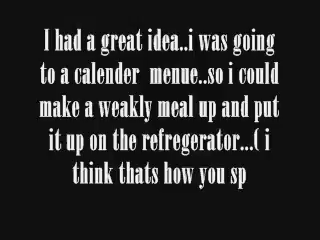 I had a great idea..i was going
to a calender menue..so i could
make a weakly meal up and put
it up on the refregerator...( i
think thats how you sp